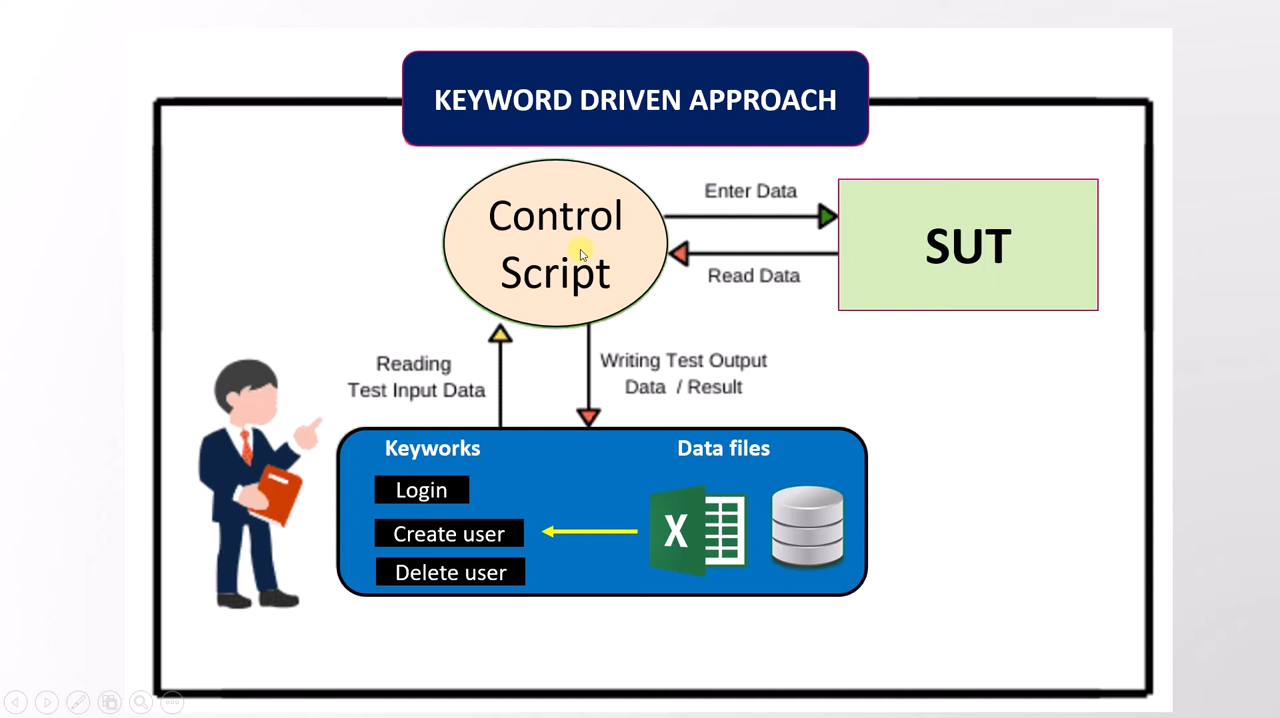 KEYWORD DRIVEN APPROACH
Control
Script
Enter Data
Read Data
SUT
Reading
Test Input Data
Writing Test Output
Data / Result
Keyworks
Data files
Login
Create user
Delete user
X